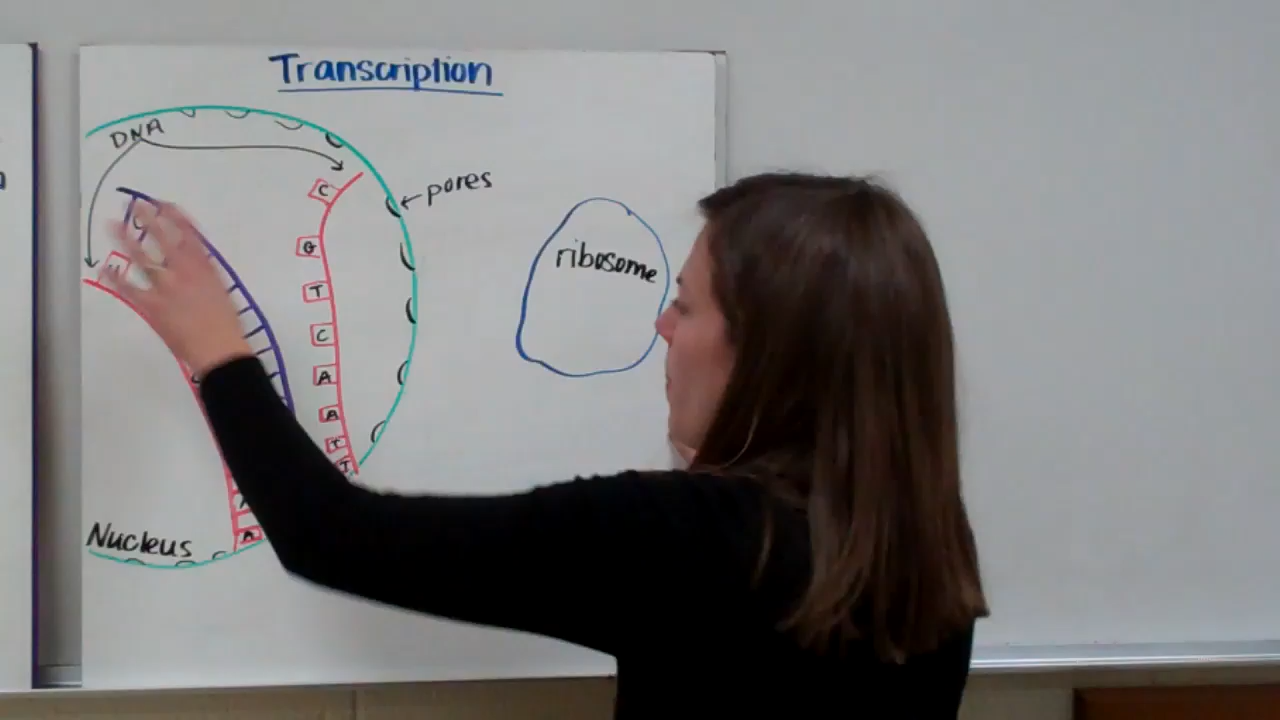 Transcription
DNA
pores
C
G
ribosome
G
T
C
A
A
T
T
A
A
Nucleus